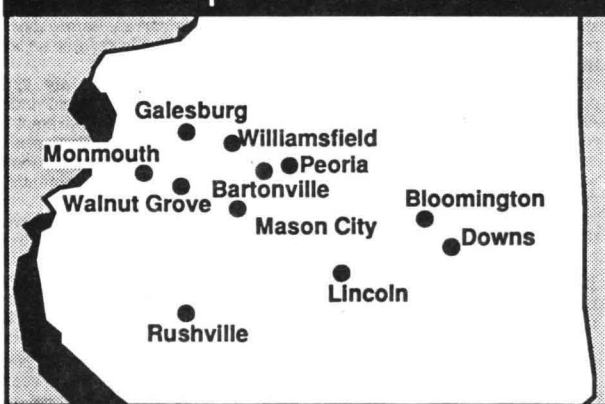 Galesburg
Williamsfield
Monmouth
Peoria
Bartonville
Walnut Grove
Bloomington
Mason City
Downs
Lincoln
Rushville